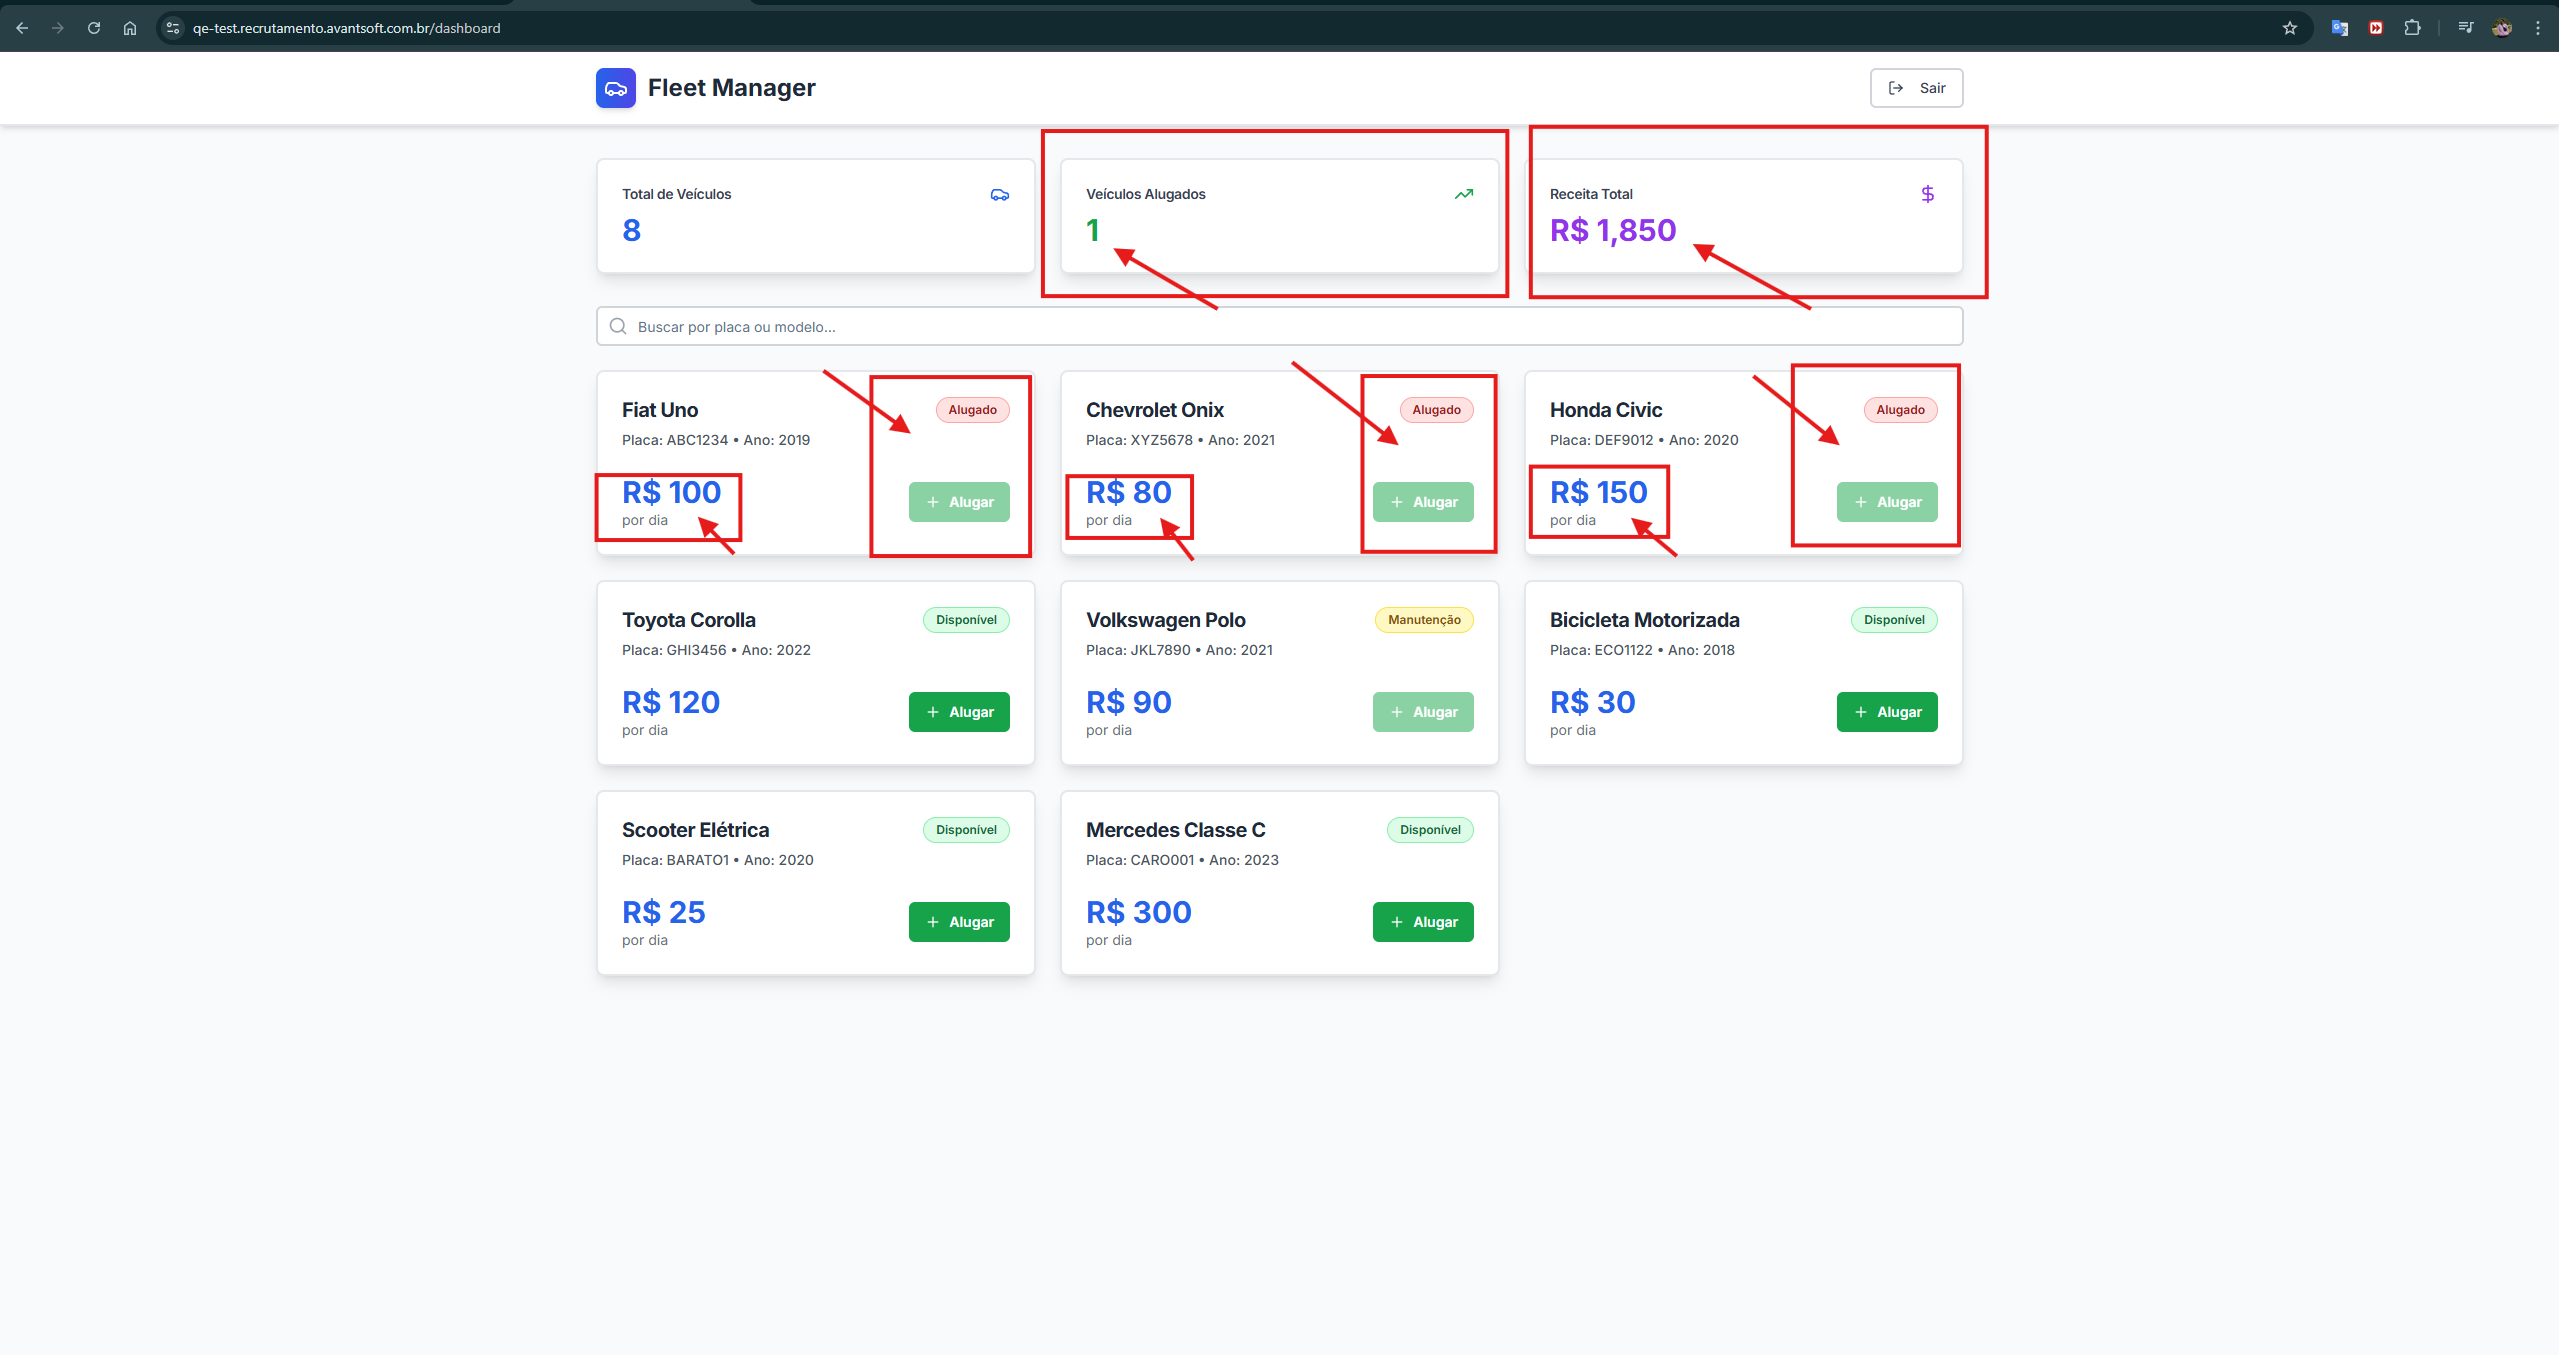 qe-test.recrutamento.avantsoft.com.br/dashboard
Fleet Manager
Sair
Total de Veículos
8
Veículos Alugados
1
Receita Total
R$ 1,850
Buscar por placa ou modelo...
Fiat Uno
Alugado
Placa: ABC1234 • Ano: 2019
R$ 100
por dia
+ Alugar
Chevrolet Onix
Alugado
Placa: XYZ5678 • Ano: 2021
R$ 80
por dia
+ Alugar
Honda Civic
Alugado
Placa: DEF9012 • Ano: 2020
R$ 150
por dia
+ Alugar
Toyota Corolla
Disponível
Placa: GHI3456 • Ano: 2022
R$ 120
por dia
+ Alugar
Volkswagen Polo
Manutenção
Placa: JKL7890 • Ano: 2021
R$ 90
por dia
+ Alugar
Bicicleta Motorizada
Disponível
Placa: ECO1122 • Ano: 2018
R$ 30
por dia
+ Alugar
Scooter Elétrica
Disponível
Placa: BARATO1 • Ano: 2020
R$ 25
por dia
+ Alugar
Mercedes Classe C
Disponível
Placa: CARO001 • Ano: 2023
R$ 300
por dia
+ Alugar